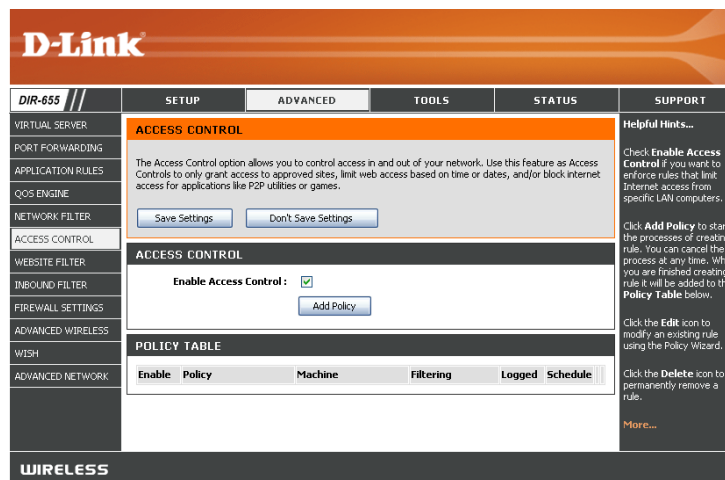 D-Link
DIR-655
SETUP
ADVANCED
TOOLS
STATUS
SUPPORT
VIRTUAL SERVER
PORT FORWARDING
APPLICATION RULES
QOS ENGINE
NETWORK FILTER
ACCESS CONTROL
WEBSITE FILTER
INBOUND FILTER
FIREWALL SETTINGS
ADVANCED WIRELESS
WISH
ADVANCED NETWORK
ACCESS CONTROL
The Access Control option allows you to control access in and out of your network. Use this feature as Access
Controls to only grant access to approved sites, limit web access based on time or dates, and/or block internet
access for applications like P2P utilities or games.
Save Settings
Don't Save Settings
ACCESS CONTROL
Enable Access Control :
Add Policy
POLICY TABLE
Enable Policy Machine Filtering Logged Schedule
Helpful Hints...
Check Enable Access
Control if you want to
enforce rules that limit
Internet access from
specific LAN computers.
Click Add Policy to star
the processes of creatin
rule. You can cancel the
process at any time. Wh
you are finished creating
rule it will be added to th
Policy Table below.
Click the Edit icon to
modify an existing rule
using the Policy Wizard.
Click the Delete icon to
permanently remove a
rule.
More...
WIRELESS